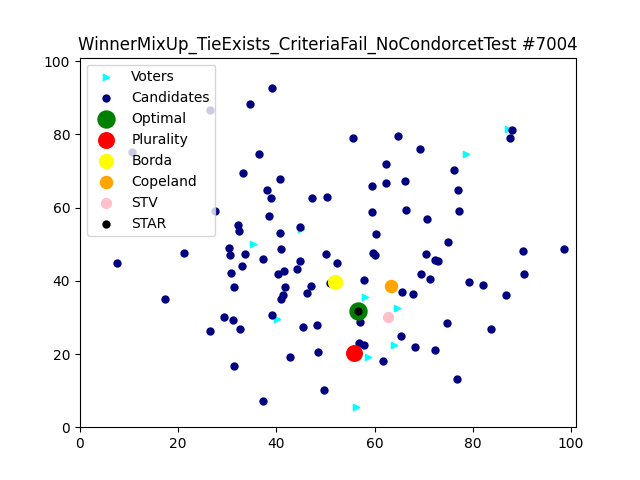 WinnerMixUp_TieExists_CriteriaFail_NoCondorcetTest #7004
100
80
60
40
20
0
Voters
Candidates
Optimal
Plurality
Borda
Copeland
STV
STAR
0
20
40
60
80
100